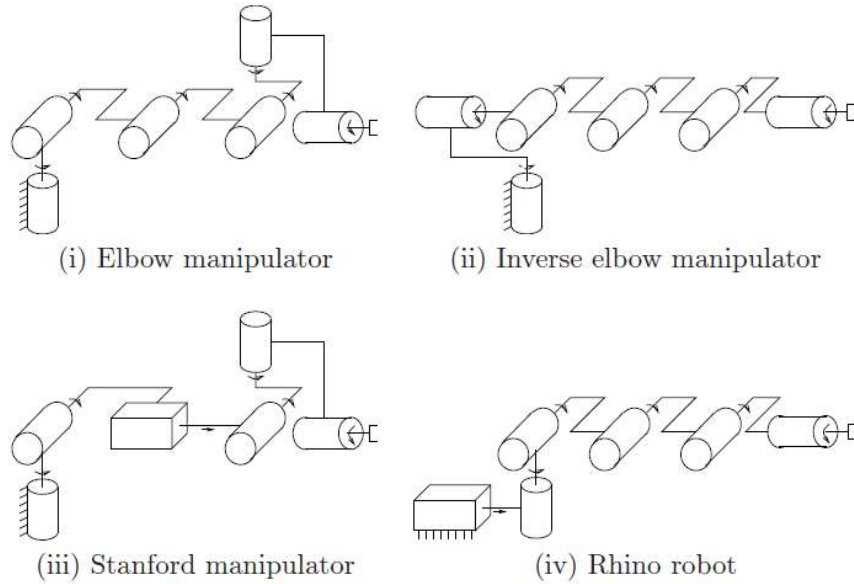 (i) Elbow manipulator
(ii) Inverse elbow manipulator
(iii) Stanford manipulator
(iv) Rhino robot